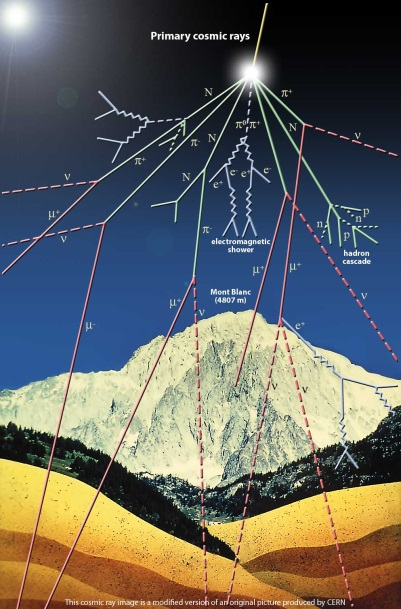 Primary cosmic rays
N
π⁺
π⁰
π⁺
N
ν
π⁻
π⁺
N
e⁻
e⁻
e⁺
e⁺
e⁻
ν
μ⁺
ν
n
p
n
p
π⁻
electromagnetic
shower
hadron
cascade
μ⁺
μ⁺
ν
Mont Blanc
(4807 m)
μ⁺
ν
μ⁻
e⁺
ν
This cosmic ray image is a modified version of an original picture produced by CERN